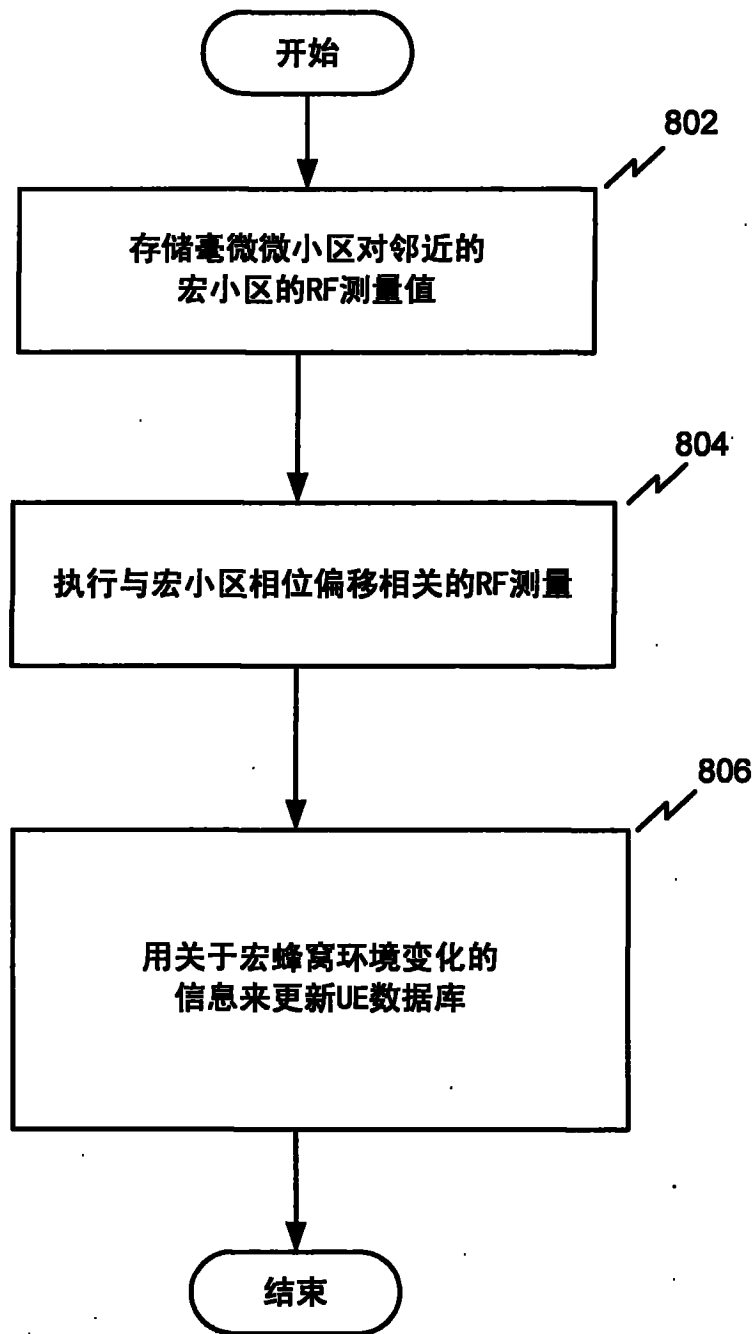 开始
802
存储毫微微小区对邻近的
宏小区的RF测量值
804
执行与宏小区相位偏移相关的RF测量
806
用关于宏蜂窝环境变化的
信息来更新UE数据库
结束